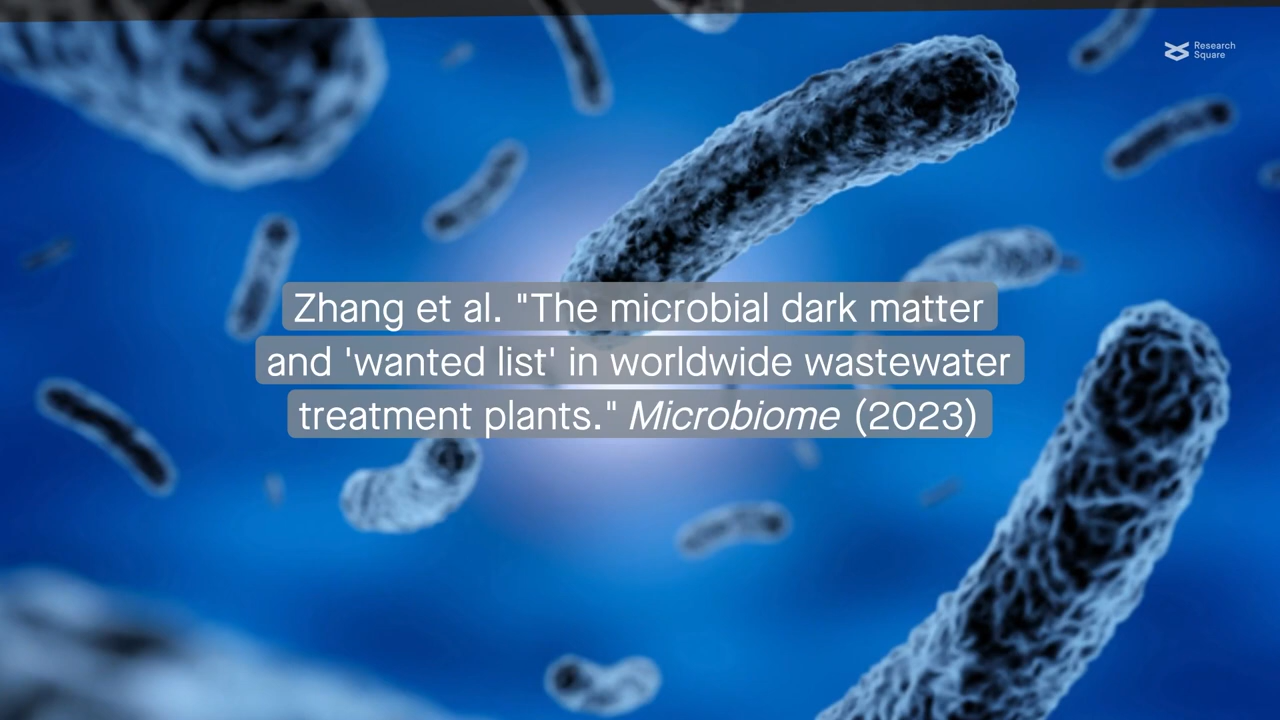 Research
Square
Zhang et al. "The microbial dark matter
and 'wanted list' in worldwide wastewater
treatment plants." Microbiome (2023)